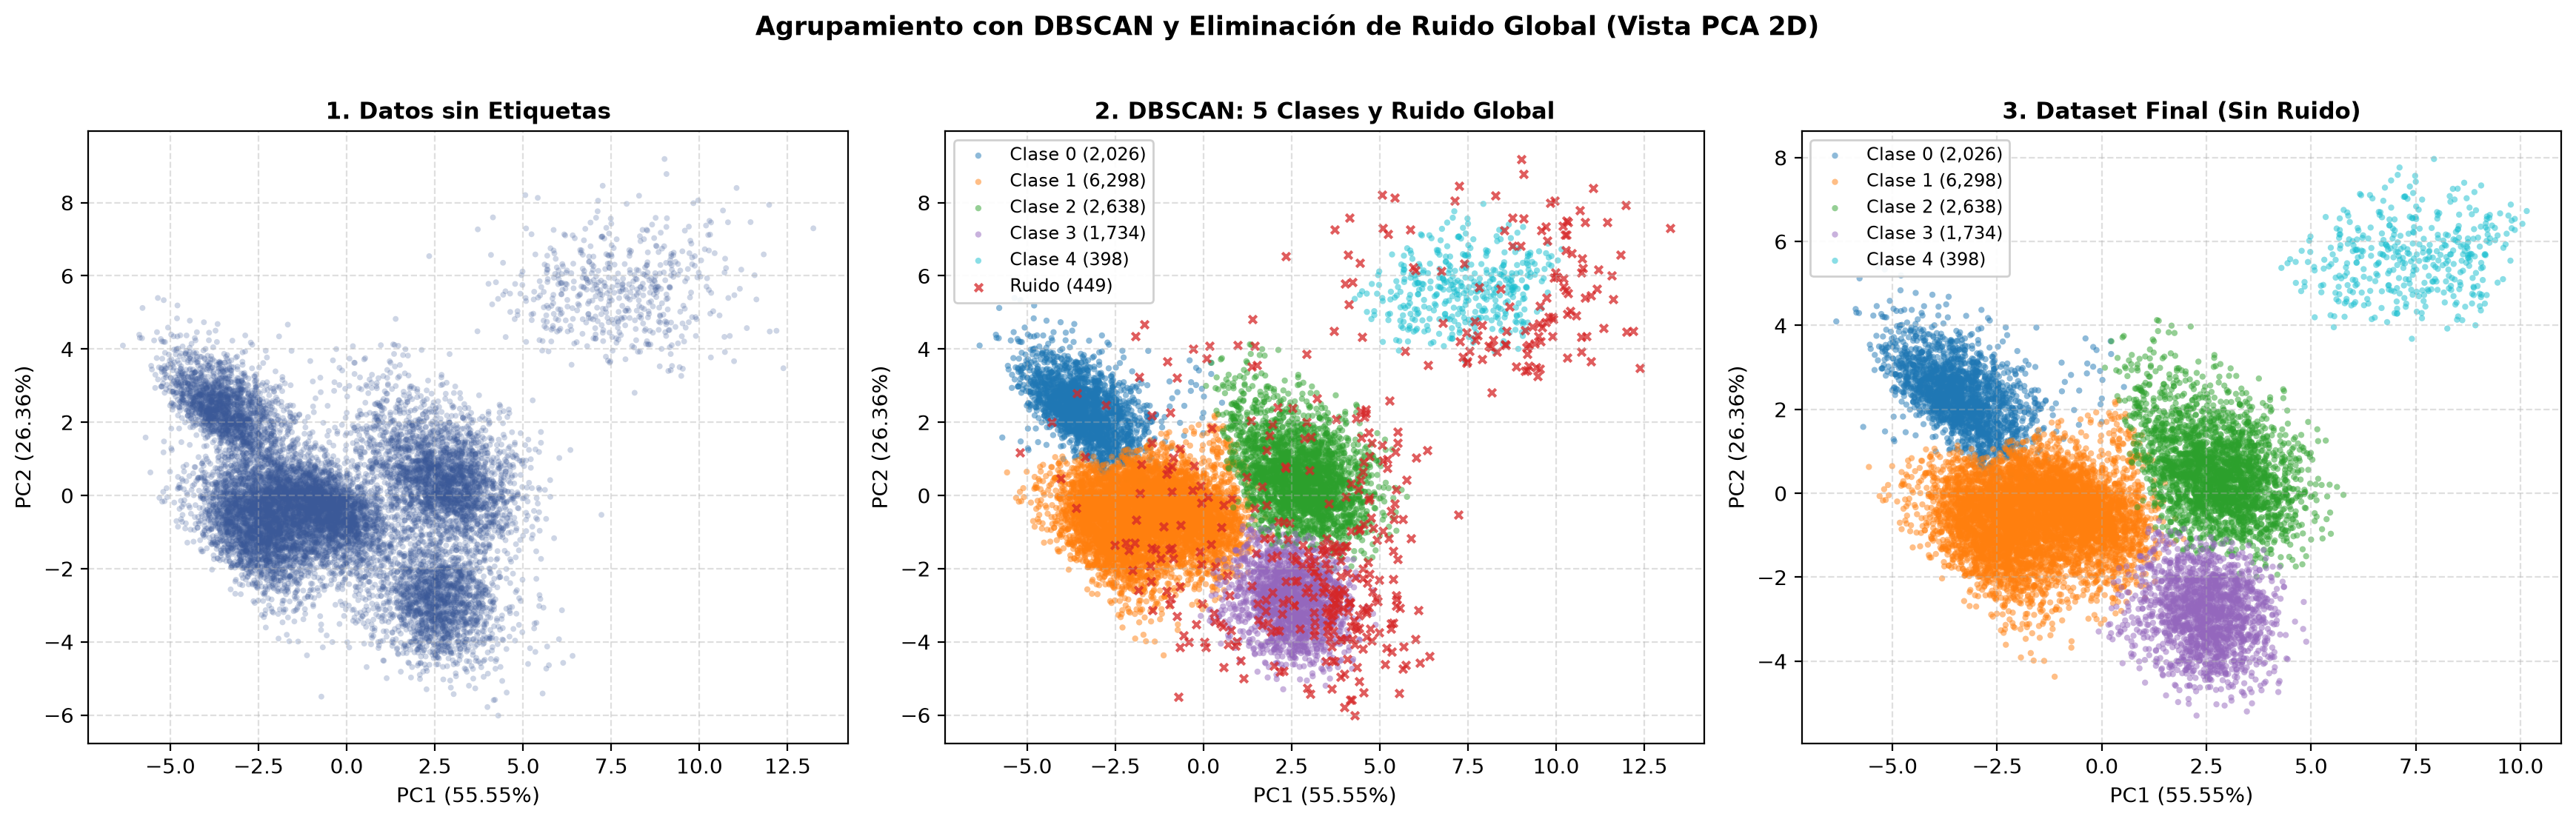 Agrupamiento con DBSCAN y Eliminación de Ruido Global (Vista PCA 2D)
1. Datos sin Etiquetas
8
6
4
2
0
−2
−4
−6
PC2 (26.36%)
−5.0 −2.5 0.0 2.5 5.0 7.5 10.0 12.5
PC1 (55.55%)
2. DBSCAN: 5 Clases y Ruido Global
Clase 0 (2,026)
Clase 1 (6,298)
Clase 2 (2,638)
Clase 3 (1,734)
Clase 4 (398)
Ruido (449)
8
6
4
2
0
−2
−4
−6
PC2 (26.36%)
−5.0 −2.5 0.0 2.5 5.0 7.5 10.0 12.5
PC1 (55.55%)
3. Dataset Final (Sin Ruido)
Clase 0 (2,026)
Clase 1 (6,298)
Clase 2 (2,638)
Clase 3 (1,734)
Clase 4 (398)
8
6
4
2
0
−2
−4
PC2 (26.36%)
−5.0 −2.5 0.0 2.5 5.0 7.5 10.0
PC1 (55.55%)